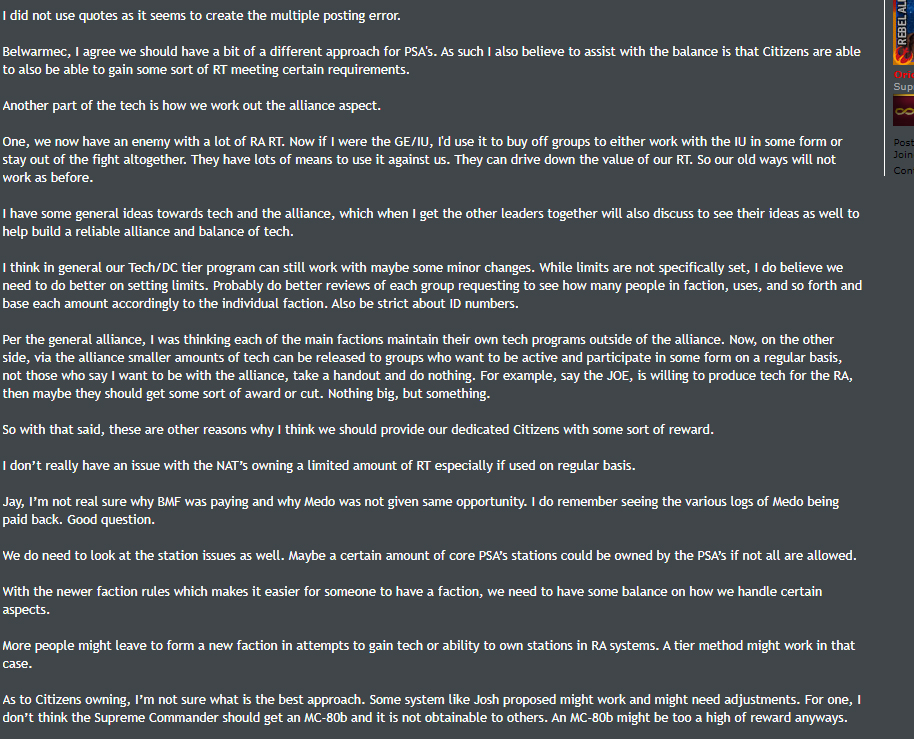 I did not use quotes as it seems to create the multiple posting error.
Belwarmec, I agree we should have a bit of a different approach for PSA's. As such I also believe to assist with the balance is that Citizens are able
to also be able to gain some sort of RT meeting certain requirements.
Another part of the tech is how we work out the alliance aspect.
One, we now have an enemy with a lot of RA RT. Now if I were the GE/IU, I'd use it to buy off groups to either work with the IU in some form or
stay out of the fight altogether. They have lots of means to use it against us. They can drive down the value of our RT. So our old ways will not
work as before.
I have some general ideas towards tech and the alliance, which when I get the other leaders together will also discuss to see their ideas as well to
help build a reliable alliance and balance of tech.
I think in general our Tech/DC tier program can still work with maybe some minor changes. While limits are not specifically set, I do believe we
need to do better on setting limits. Probably do better reviews of each group requesting to see how many people in faction, uses, and so forth and
base each amount accordingly to the individual faction. Also be strict about ID numbers.
Per the general alliance, I was thinking each of the main factions maintain their own tech programs outside of the alliance. Now, on the other
side, via the alliance smaller amounts of tech can be released to groups who want to be active and participate in some form on a regular basis,
not those who say I want to be with the alliance, take a handout and do nothing. For example, say the JOE, is willing to produce tech for the RA,
then maybe they should get some sort of award or cut. Nothing big, but something.
So with that said, these are other reasons why I think we should provide our dedicated Citizens with some sort of reward.
I don’t really have an issue with the NAT’s owning a limited amount of RT especially if used on regular basis.
Jay, I’m not real sure why BMF was paying and why Medo was not given same opportunity. I do remember seeing the various logs of Medo being
paid back. Good question.
We do need to look at the station issues as well. Maybe a certain amount of core PSA’s stations could be owned by the PSA’s if not all are allowed.
With the newer faction rules which makes it easier for someone to have a faction, we need to have some balance on how we handle certain
aspects.
More people might leave to form a new faction in attempts to gain tech or ability to own stations in RA systems. A tier method might work in that
case.
As to Citizens owning, I’m not sure what is the best approach. Some system like Josh proposed might work and might need adjustments. For one, I
don’t think the Supreme Commander should get an MC-80b and it is not obtainable to others. An MC-80b might be too a high of reward anyways.
REBEL AL
Sup
Post
Join
Con